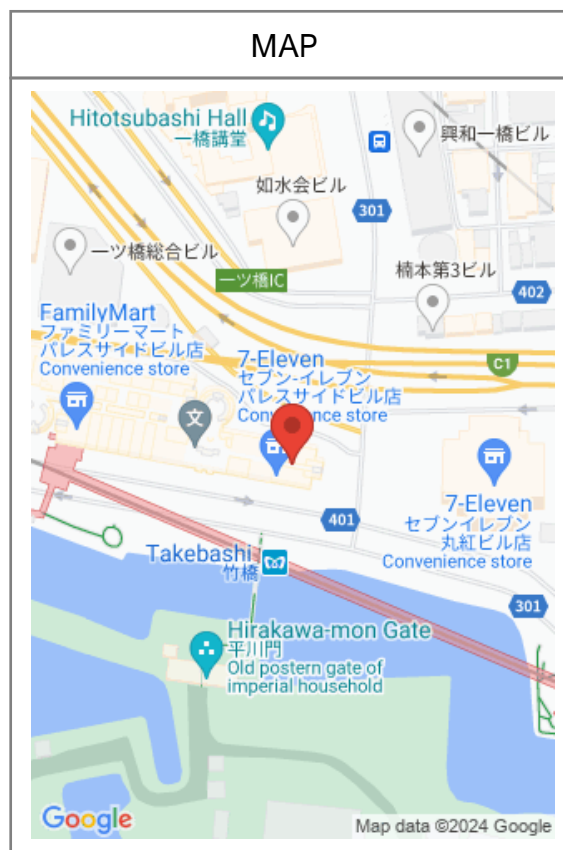 MAP
Hitotsubashi Hall
一橋講堂
興和一橋ビル
如水会ビル
301
一ツ橋総合ビル
一ツ橋IC
楠本第3ビル
402
FamilyMart
ファミリーマート
パレスサイドビル店
Convenience store
7-Eleven
セブン-イレブン
パレスサイドビル店
Convenience store
C1
文
7-Eleven
セブンイレブン
丸紅ビル店
Convenience store
401
Takebashi
竹橋
301
Hirakawa-mon Gate
平川門
Old postern gate of
imperial household
Google
Map data ©2024 Google